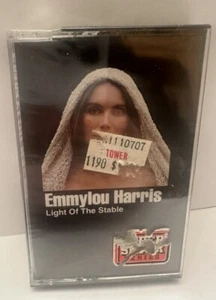 1110707
TOWER
1190 $
Emmylou Harris
Light Of The Stable